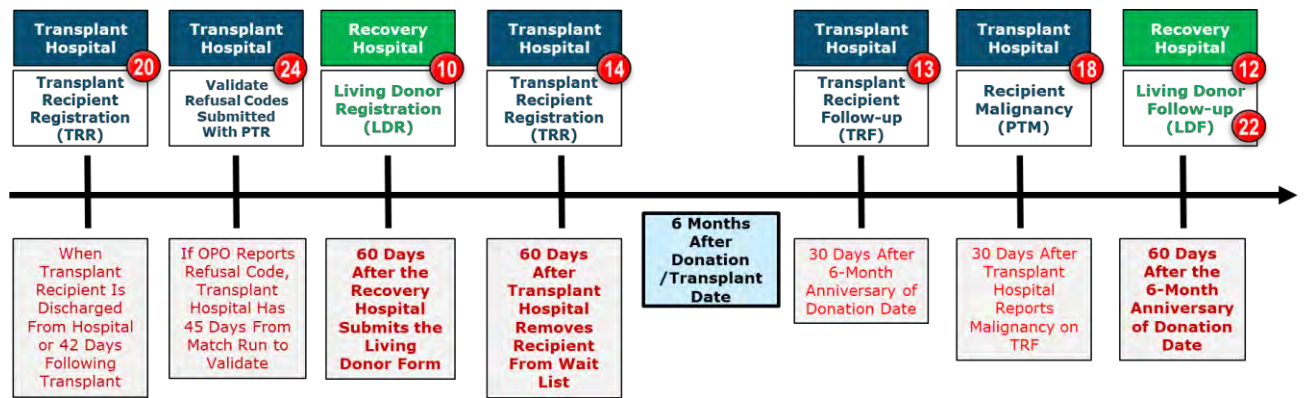 Transplant
Hospital
20
Transplant
Recipient
Registration
(TRR)
When
Transplant
Recipient Is
Discharged
From Hospital
or 42 Days
Following
Transplant
Transplant
Hospital
24
Validate
Refusal Codes
Submitted
With PTR
If OPO Reports
Refusal Code,
Transplant
Hospital Has
45 Days From
Match Run to
Validate
Recovery
Hospital
10
Living Donor
Registration
(LDR)
60 Days
After the
Recovery
Hospital
Submits the
Living
Donor Form
Transplant
Hospital
14
Transplant
Recipient
Registration
(TRR)
60 Days
After
Transplant
Hospital
Removes
Recipient
From Wait
List
6 Months
After
Donation
/Transplant
Date
Transplant
Hospital
13
Transplant
Recipient
Follow-up
(TRF)
30 Days After
6-Month
Anniversary of
Donation Date
Transplant
Hospital
18
Recipient
Malignancy
(PTM)
30 Days After
Transplant
Hospital
Reports
Malignancy on
TRF
Recovery
Hospital
12
Living Donor
Follow-up
(LDF)
22
60 Days
After the
6-Month
Anniversary
of Donation
Date